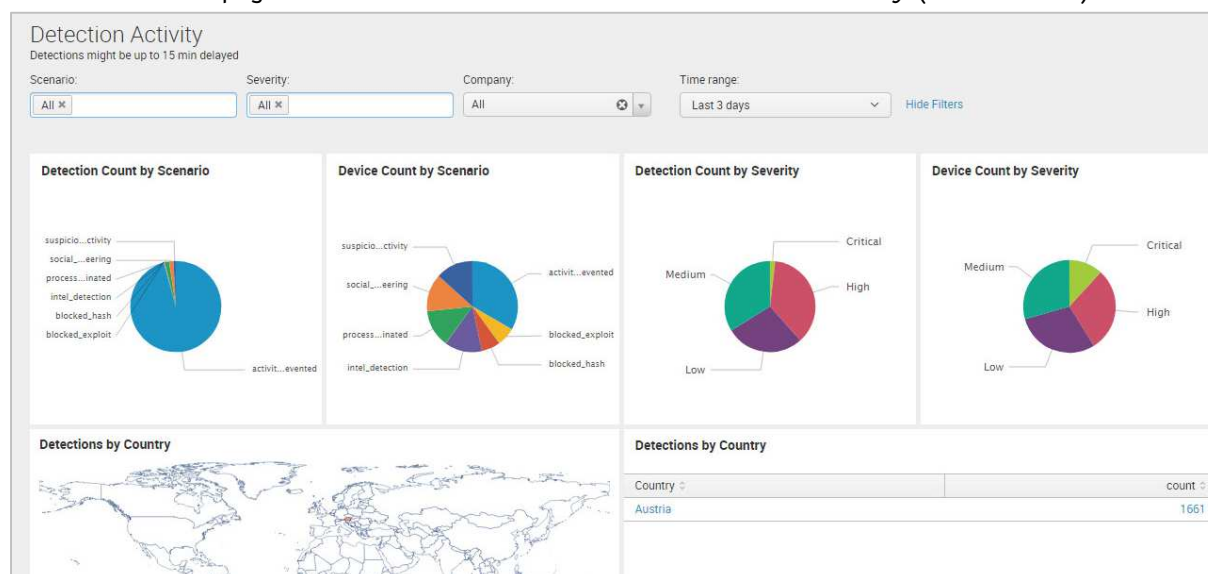 Detection Activity
Detections might be up to 15 min delayed
Scenario: Severity: Company: Time range:
All × All × All Last 3 days Hide Filters
Detection Count by Scenario
suspicio...ctivity
social_...eering
process...inated
intel_detection
blocked_hash
blocked_exploit
activit...evented
Device Count by Scenario
suspicio...ctivity
activit...evented
social_...eering
process...inated
blocked_exploit
intel_detection
blocked_hash
Detection Count by Severity
Critical
Medium
High
Low
Device Count by Severity
Critical
Medium
High
Low
Detections by Country
Detections by Country
Country count
Austria 1661